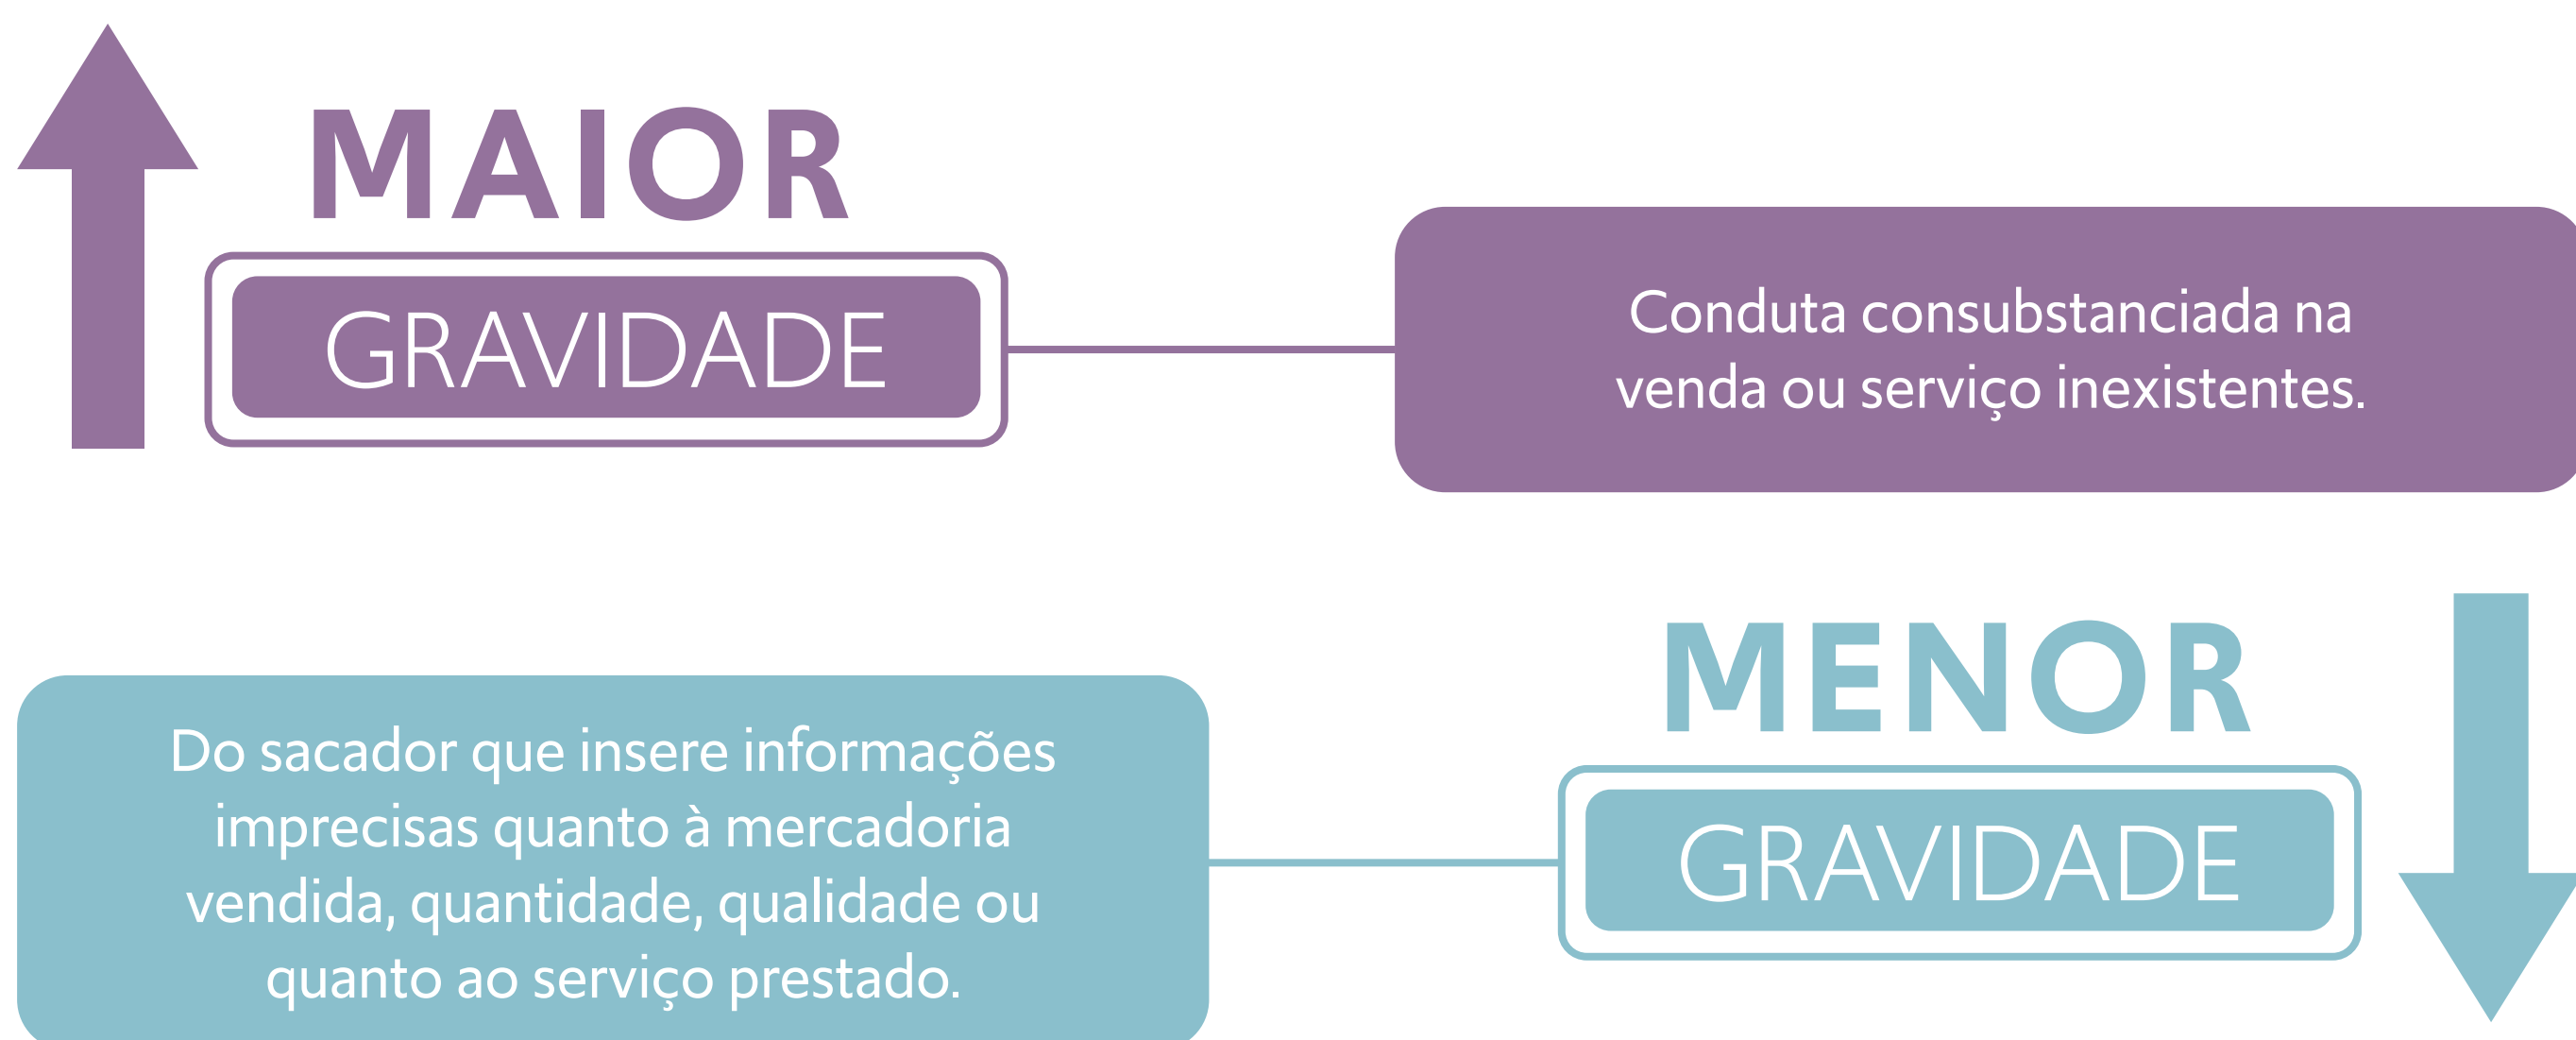 MAIOR
GRAVIDADE
Conduta consubstanciada na
venda ou serviço inexistentes.
Do sacador que insere informações
imprecisas quanto à mercadoria
vendida, quantidade, qualidade ou
quanto ao serviço prestado.
MENOR
GRAVIDADE